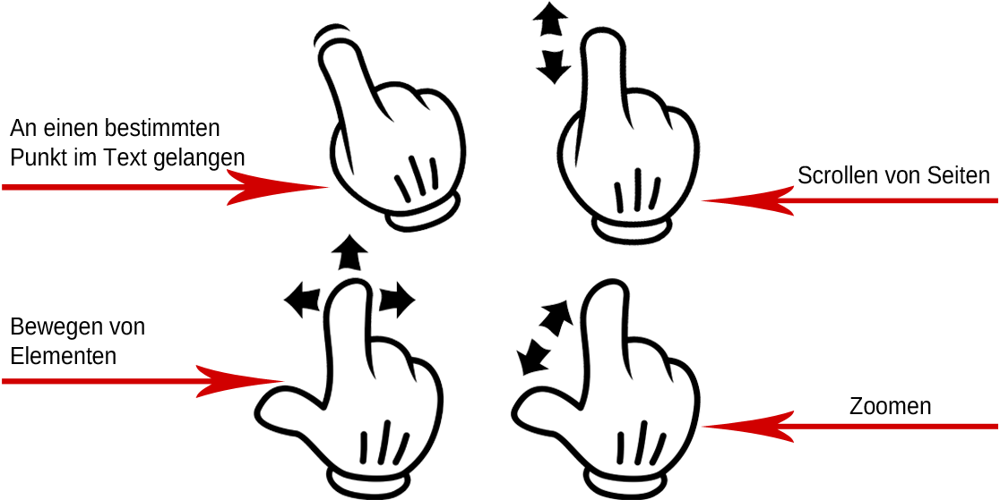 An einen bestimmten
Punkt im Text gelangen
Scrollen von Seiten
Bewegen von
Elementen
Zoomen